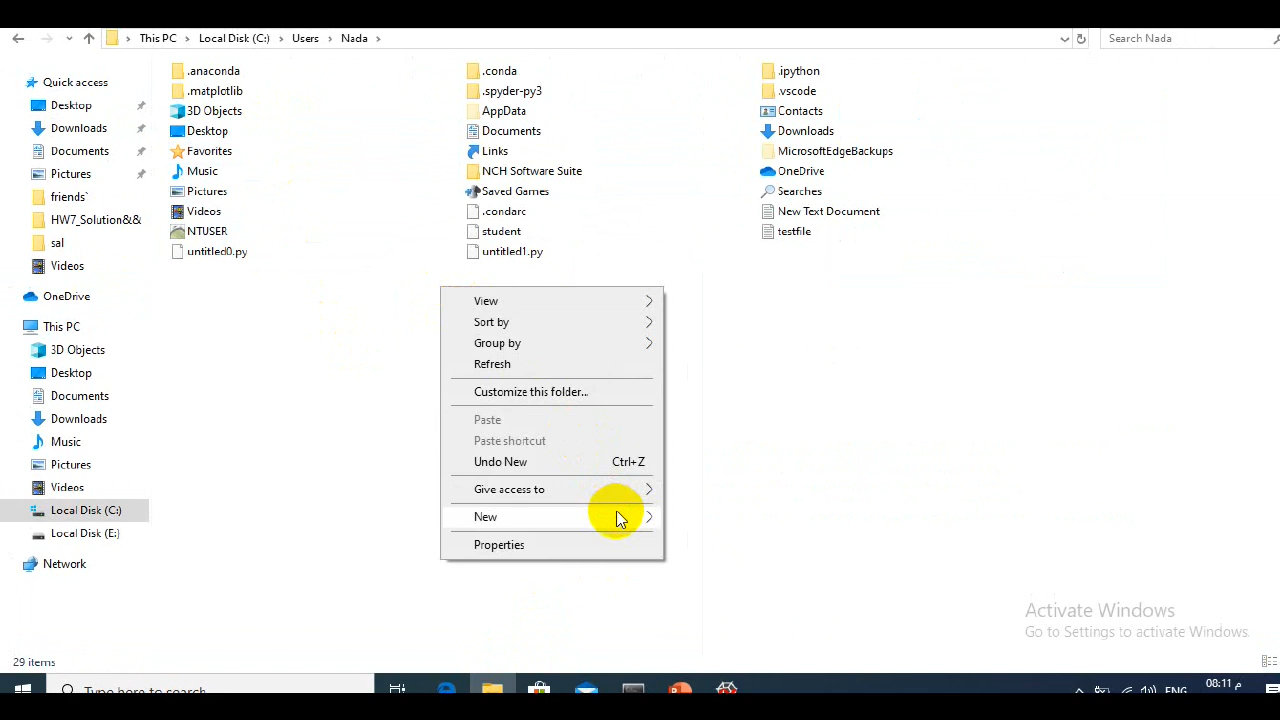 This PC > Local Disk (C:) > Users > Nada >
Search Nada
Quick access
Desktop
Downloads
Documents
Pictures
friends`
HW7_Solution&&
sal
Videos
OneDrive
This PC
3D Objects
Desktop
Documents
Downloads
Music
Pictures
Videos
Local Disk (C:)
Local Disk (E:)
Network
.anaconda
.matplotlib
3D Objects
Desktop
Favorites
Music
Pictures
Videos
NTUSER
untitled0.py
.conda
.spyder-py3
AppData
Documents
Links
NCH Software Suite
Saved Games
.condarc
student
untitled1.py
.ipython
.vscode
Contacts
Downloads
MicrosoftEdgeBackups
OneDrive
Searches
New Text Document
testfile
View
Sort by
Group by
Refresh
Customize this folder...
Paste
Paste shortcut
Undo New Ctrl+Z
Give access to
New
Properties
Activate Windows
Go to Settings to activate Windows.
29 items
Type here to search
ENG
08:11 م